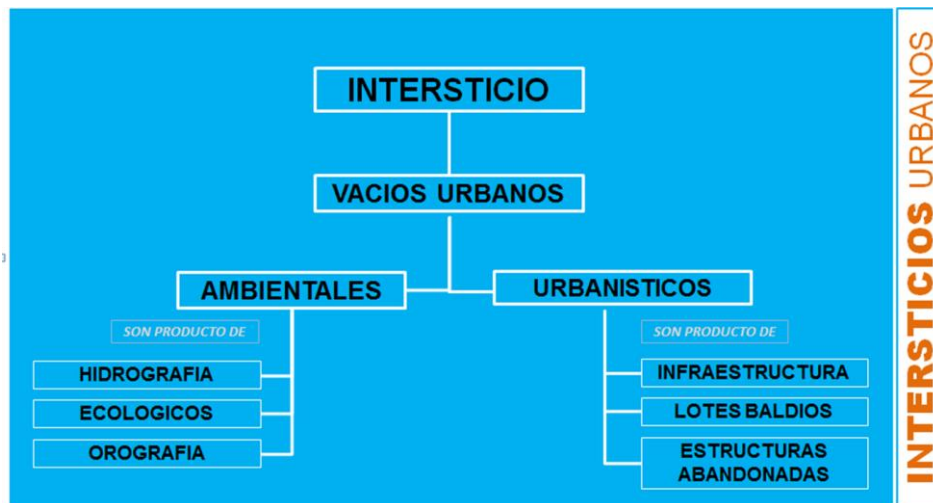 INTERSTICIO
VACIOS URBANOS
AMBIENTALES
SON PRODUCTO DE
HIDROGRAFIA
ECOLOGICOS
OROGRAFIA
URBANISTICOS
SON PRODUCTO DE
INFRAESTRUCTURA
LOTES BALDIOS
ESTRUCTURAS
ABANDONADAS
INTERSTICIOS URBANOS